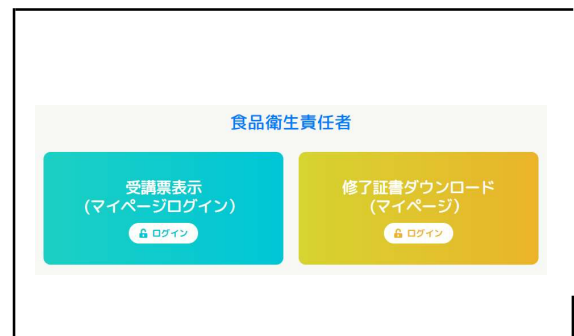 食品衛生責任者
受講票表示
(マイページログイン)
ログイン
修了証書ダウンロード
(マイページ)
ログイン